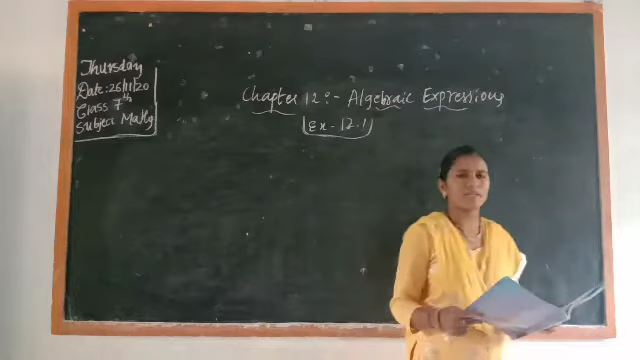 Thursday
Date:26/11/20
Class 7th
Subject Maths
Chapter 12:- Algebraic Expressions
Ex-12.1